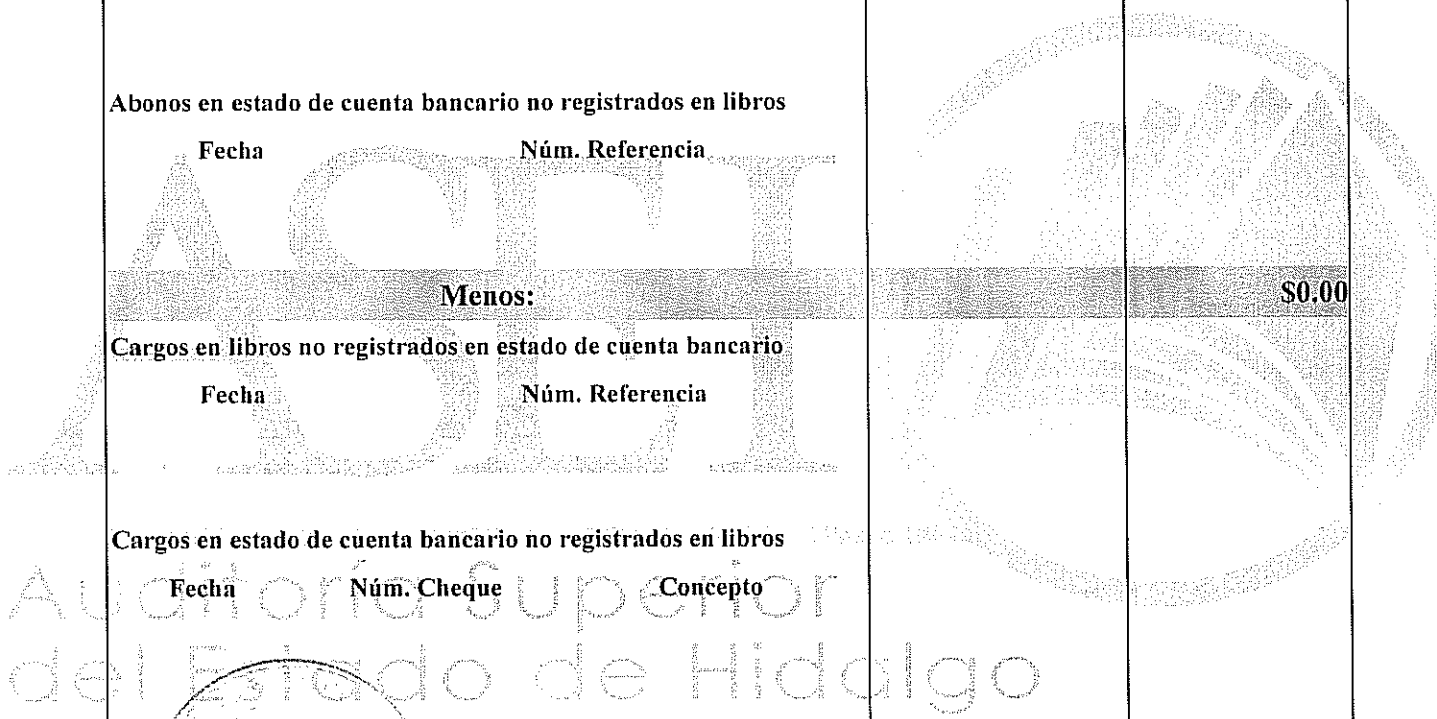 Abonos en estado de cuenta bancario no registrados en libros
Fecha Núm. Referencia
ASEH
Menos: $0.00
Cargos en libros no registrados en estado de cuenta bancario
Fecha Núm. Referencia
Cargos en estado de cuenta bancario no registrados en libros
Fecha Núm. Cheque Concepto
Auditoría Superior
del Estado de Hidalgo